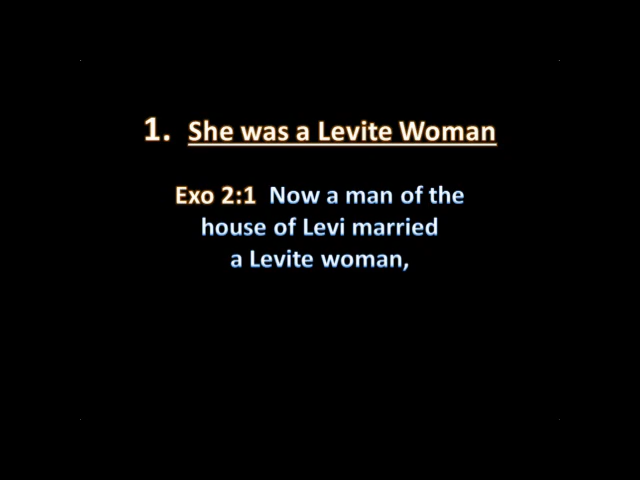 1. She was a Levite Woman
Exo 2:1 Now a man of the
house of Levi married
a Levite woman,